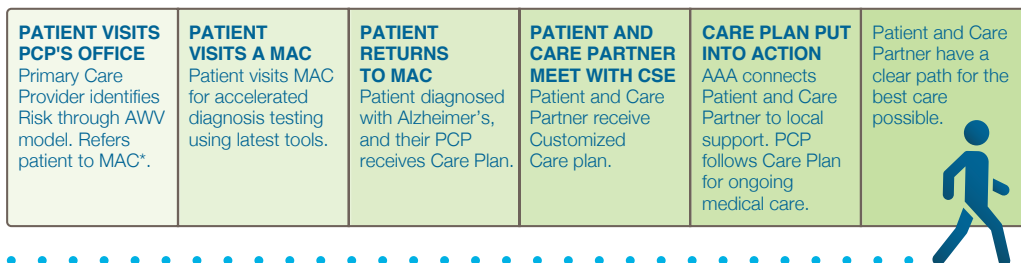 PATIENT VISITS
PCP'S OFFICE
Primary Care
Provider identifies
Risk through AWV
model. Refers
patient to MAC*.
PATIENT
VISITS A MAC
Patient visits MAC
for accelerated
diagnosis testing
using latest tools.
PATIENT
RETURNS
TO MAC
Patient diagnosed
with Alzheimer's,
and their PCP
receives Care Plan.
PATIENT AND
CARE PARTNER
MEET WITH CSE
Patient and Care
Partner receive
Customized
Care plan.
CARE PLAN PUT
INTO ACTION
AAA connects
Patient and Care
Partner to local
support. PCP
follows Care Plan
for ongoing
medical care.
Patient and Care
Partner have a
clear path for the
best care
possible.